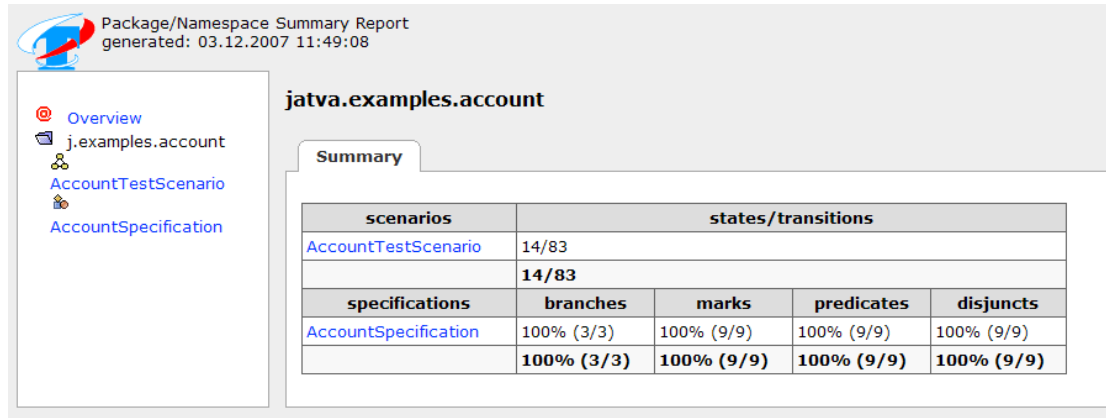 Package/Namespace Summary Report
generated: 03.12.2007 11:49:08
Overview
j.examples.account
AccountTestScenario
AccountSpecification
jatva.examples.account
Summary
scenarios states/transitions
AccountTestScenario 14/83
14/83
specifications branches marks predicates disjuncts
AccountSpecification 100% (3/3) 100% (9/9) 100% (9/9) 100% (9/9)
100% (3/3) 100% (9/9) 100% (9/9) 100% (9/9)